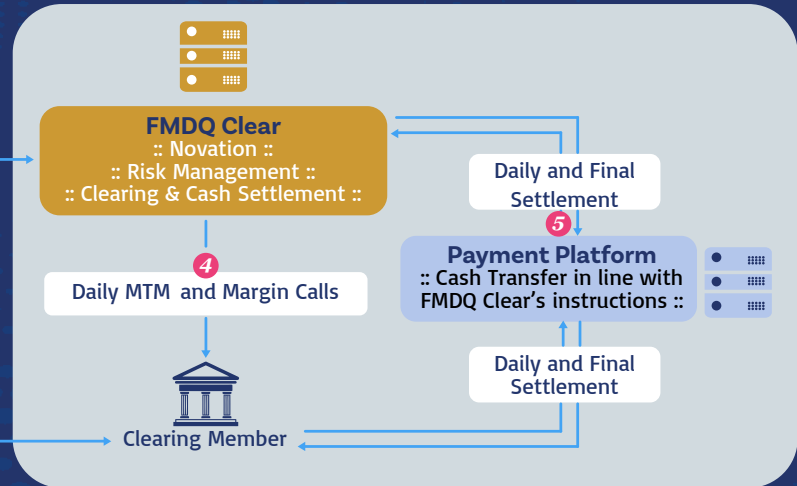 FMDQ Clear
:: Novation ::
:: Risk Management ::
:: Clearing & Cash Settlement ::
Daily and Final
Settlement
5
Payment Platform
:: Cash Transfer in line with
FMDQ Clear's instructions ::
4
Daily MTM and Margin Calls
Daily and Final
Settlement
Clearing Member